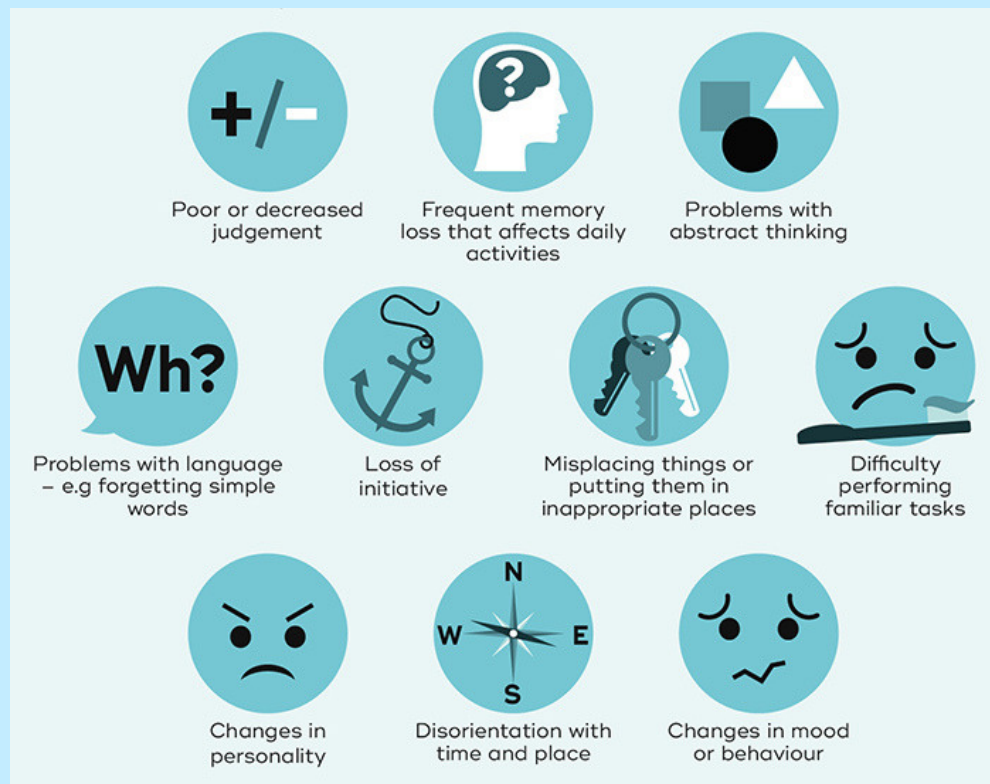 +/-
?
Poor or decreased
judgement
Frequent memory
loss that affects daily
activities
Problems with
abstract thinking
Wh?
Problems with language
– e.g forgetting simple
words
Loss of
initiative
Misplacing things or
putting them in
inappropriate places
Difficulty
performing
familiar tasks
N
W E
S
Changes in
personality
Disorientation with
time and place
Changes in mood
or behaviour